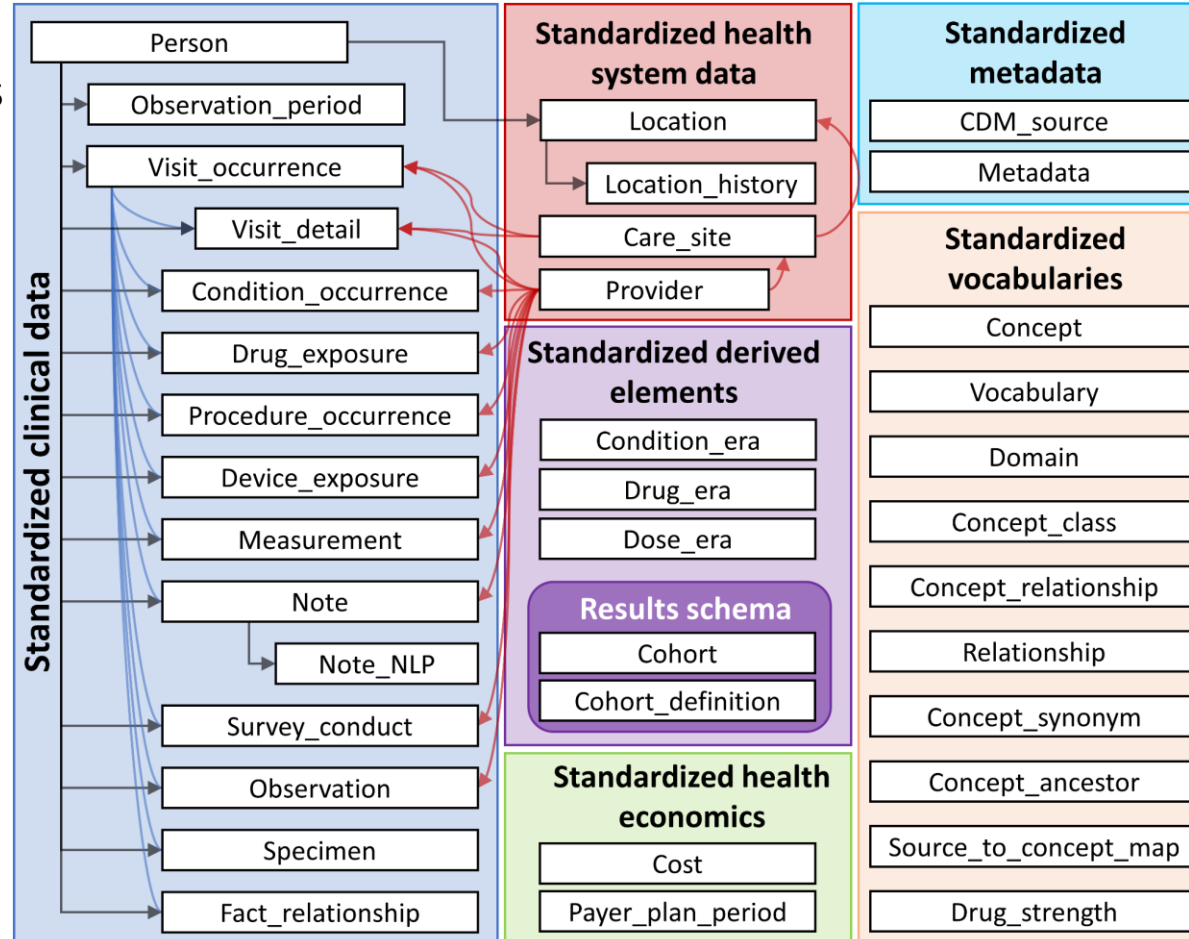 s
Standardized clinical data
Person
Observation_period
Visit_occurrence
Visit_detail
Condition_occurrence
Drug_exposure
Procedure_occurrence
Device_exposure
Measurement
Note
Note_NLP
Survey_conduct
Observation
Specimen
Fact_relationship
Standardized health
system data
Location
Location_history
Care_site
Provider
Standardized derived
elements
Condition_era
Drug_era
Dose_era
Results schema
Cohort
Cohort_definition
Standardized health
economics
Cost
Payer_plan_period
Standardized
metadata
CDM_source
Metadata
Standardized
vocabularies
Concept
Vocabulary
Domain
Concept_class
Concept_relationship
Relationship
Concept_synonym
Concept_ancestor
Source_to_concept_map
Drug_strength